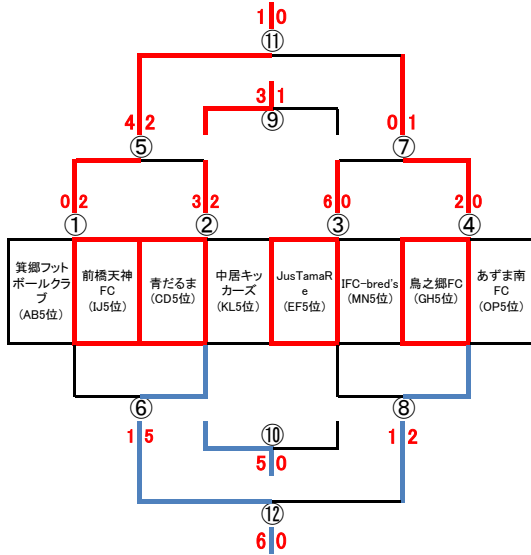 1 0
⑪
3 1
⑨
4 2
⑤
0 1
⑦
0 2
①
3 2
②
6 0
③
2 0
④
箕郷フット
ボールクラ
ブ
(AB5位)
前橋天神
FC
(IJ5位)
青だるま
(CD5位)
中居キッ
カーズ
(KL5位)
JusTamaR
e
(EF5位)
IFC-bred's
(MN5位)
鳥之郷FC
(GH5位)
あずま南
FC
(OP5位)
⑥
1 5
⑧
1 2
⑩
5 0
⑫
6 0